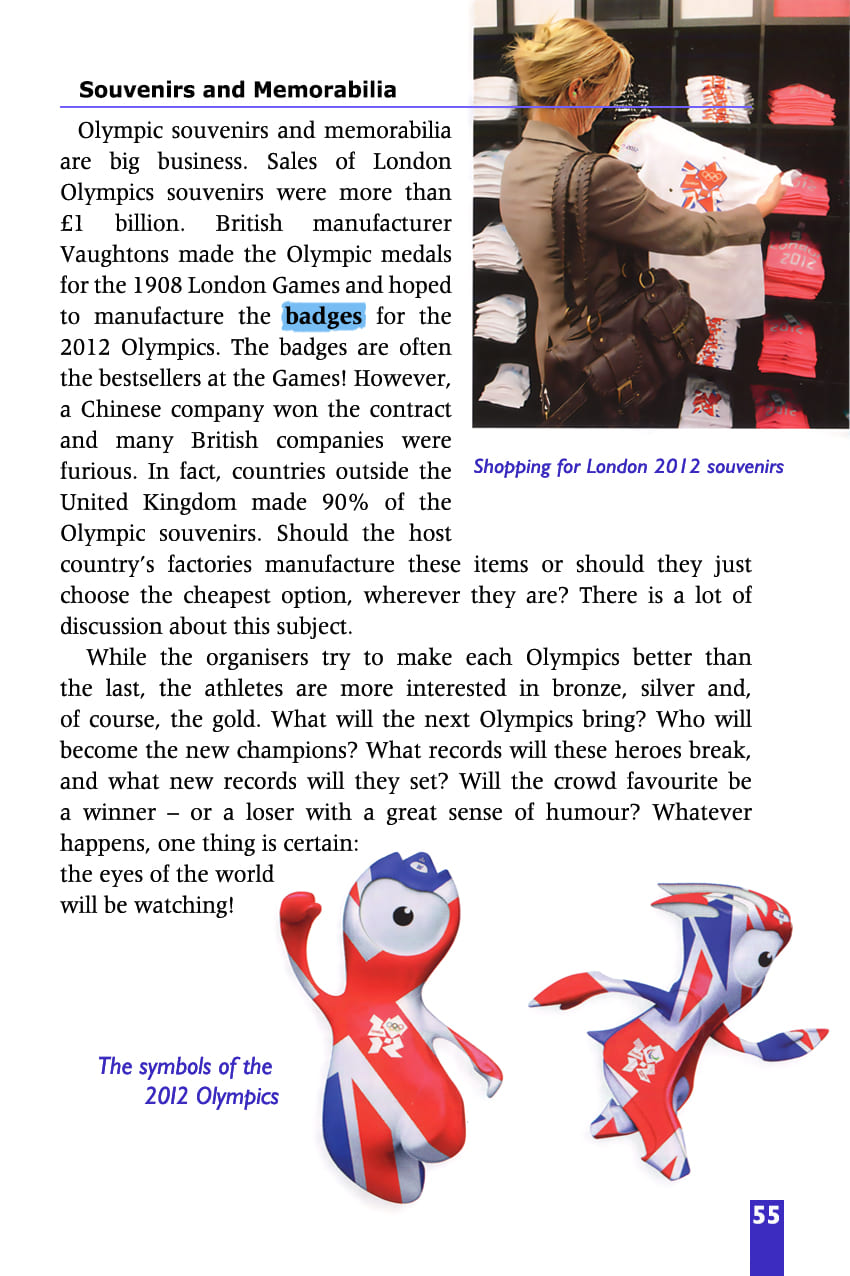 Souvenirs and Memorabilia
Olympic souvenirs and memorabilia
are big business. Sales of London
Olympics souvenirs were more than
£1 billion. British manufacturer
Vaughtons made the Olympic medals
for the 1908 London Games and hoped
to manufacture the badges for the
2012 Olympics. The badges are often
the bestsellers at the Games! However,
a Chinese company won the contract
and many British companies were
furious. In fact, countries outside the
United Kingdom made 90% of the
Olympic souvenirs. Should the host
country's factories manufacture these items or should they just
choose the cheapest option, wherever they are? There is a lot of
discussion about this subject.
Shopping for London 2012 souvenirs
While the organisers try to make each Olympics better than
the last, the athletes are more interested in bronze, silver and,
of course, the gold. What will the next Olympics bring? Who will
become the new champions? What records will these heroes break,
and what new records will they set? Will the crowd favourite be
a winner – or a loser with a great sense of humour? Whatever
happens, one thing is certain:
the eyes of the world
will be watching!
The symbols of the
2012 Olympics
55